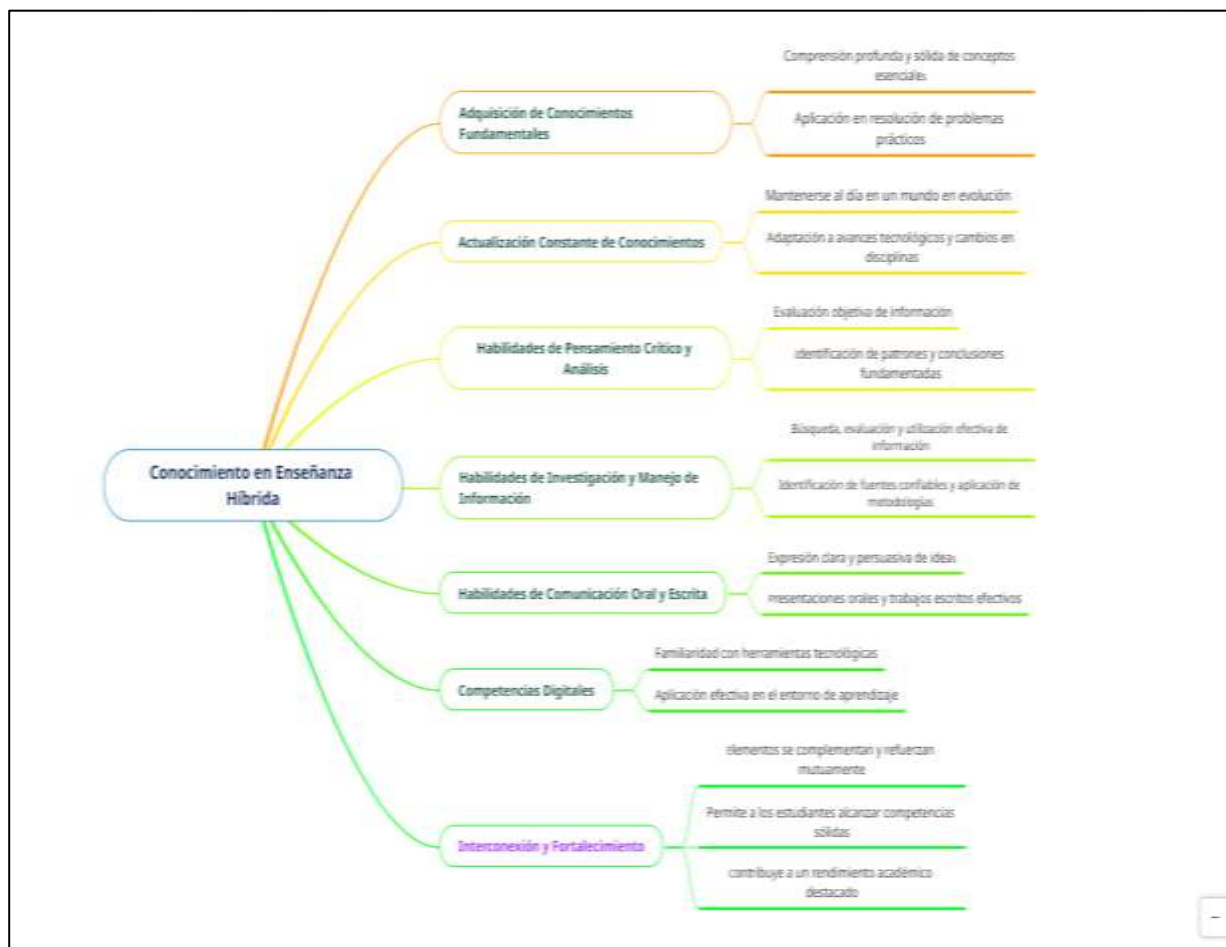 Comprensión profunda y sólida de conceptos
esenciales
Adquisición de Conocimientos
Fundamentales
Aplicación en resolución de problemas
prácticos
Mantenerse al día en un mundo en evolución
Actualización Constante de Conocimientos
Adaptación a avances tecnológicos y cambios en
disciplinas
Evaluación objetiva de información
Habilidades de Pensamiento Crítico y
Análisis
Identificación de patrones y conclusiones
fundamentadas
Búsqueda, evaluación y utilización efectiva de
información
Conocimiento en Enseñanza
Híbrida
Habilidades de Investigación y Manejo de
Información
Identificación de fuentes confiables y aplicación de
metodologías
Expresión clara y persuasiva de ideas
Habilidades de Comunicación Oral y Escrita
Presentaciones orales y trabajos escritos efectivos
Familiaridad con herramientas tecnológicas
Competencias Digitales
Aplicación efectiva en el entorno de aprendizaje
elementos se complementan y refuerzan
mutuamente
Permite a los estudiantes alcanzar competencias
sólidas
Interconexión y Fortalecimiento
contribuye a un rendimiento académico
destacado